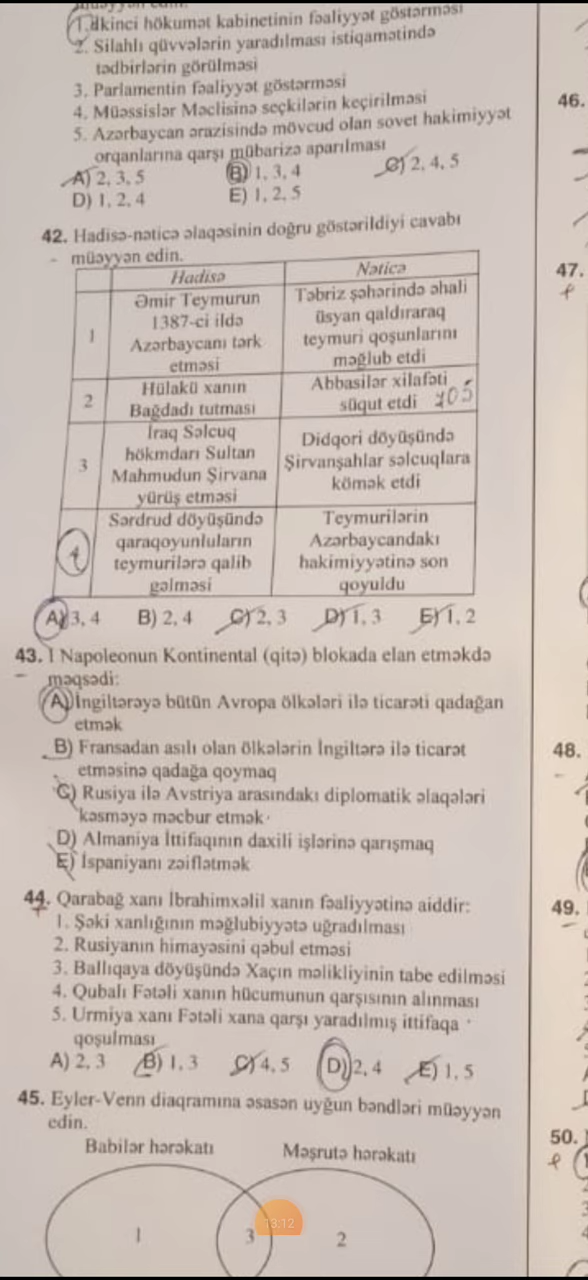 1. İkinci hökumət kabinetinin fəaliyyət göstərməsi
2. Silahlı qüvvələrin yaradılması istiqamətində
tədbirlərin görülməsi
3. Parlamentin fəaliyyət göstərməsi
4. Müəssislər Məclisinə seçkilərin keçirilməsi
5. Azərbaycan ərazisində mövcud olan sovet hakimiyyət
orqanlarına qarşı mübarizə aparılması
A) 2, 3, 5 B) 1, 3, 4 C) 2, 4, 5
D) 1, 2, 4 E) 1, 2, 5
42. Hadisə-nəticə əlaqəsinin doğru göstərildiyi cavabı
müəyyən edin.
Hadisə Nəticə
1
Əmir Teymurun
1387-ci ildə
Azərbaycanı tərk
etməsi
Təbriz şəhərində əhali
üsyan qaldıraraq
teymuri qoşunlarını
məğlub etdi
2
Hülakü xanın
Bağdadı tutması
Abbasilər xilafəti
süqut etdi 705
3
İraq Səlcuq
hökmdarı Sultan
Mahmudun Şirvana
yürüş etməsi
Didqori döyüşündə
Şirvanşahlar səlcuqlara
kömək etdi
4
Sərdrud döyüşündə
qaraqoyunluların
teymurilərə qalib
gəlməsi
Teymurilərin
Azərbaycandakı
hakimiyyətinə son
qoyuldu
A) 3, 4 B) 2, 4 C) 2, 3 D) 1, 3 E) 1, 2
43. I Napoleonun Kontinental (qitə) blokada elan etməkdə
məqsədi:
A) İngiltərəyə bütün Avropa ölkələri ilə ticarəti qadağan
etmək
B) Fransadan asılı olan ölkələrin İngiltərə ilə ticarət
etməsinə qadağa qoymaq
C) Rusiya ilə Avstriya arasındakı diplomatik əlaqələri
kəsməyə məcbur etmək
D) Almaniya İttifaqının daxili işlərinə qarışmaq
E) İspaniyanı zəiflətmək
44. Qarabağ xanı İbrahimxəlil xanın fəaliyyətinə aiddir:
1. Şəki xanlığının məğlubiyyətə uğradılması
2. Rusiyanın himayəsini qəbul etməsi
3. Ballıqaya döyüşündə Xaçın məlikliyinin tabe edilməsi
4. Qubalı Fətəli xanın hücumunun qarşısının alınması
5. Urmiya xanı Fətəli xana qarşı yaradılmış ittifaqa
qoşulması
A) 2, 3 B) 1, 3 C) 4, 5 D) 2, 4 E) 1, 5
45. Eyler-Venn diaqramına əsasən uyğun bəndləri müəyyən
edin.
Babilər hərəkatı Məşrutə hərəkatı
1 3 2
13:12
46.
47.
48.
49.
50.